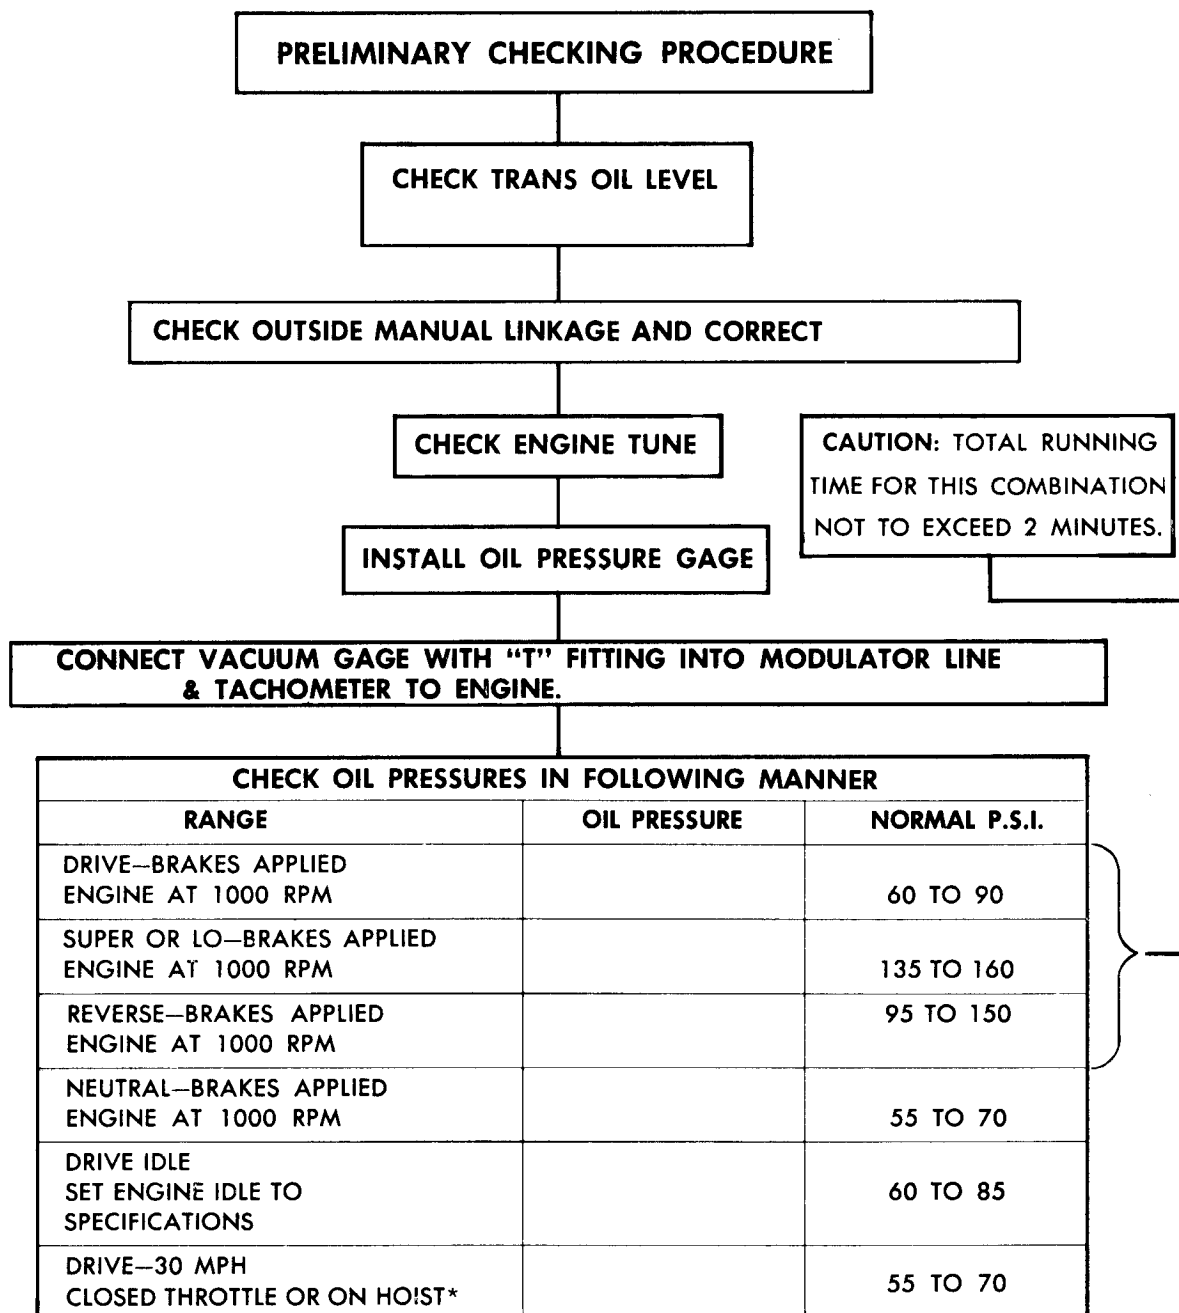 PRELIMINARY CHECKING PROCEDURE
CHECK TRANS OIL LEVEL
CHECK OUTSIDE MANUAL LINKAGE AND CORRECT
CHECK ENGINE TUNE
CAUTION: TOTAL RUNNING
TIME FOR THIS COMBINATION
NOT TO EXCEED 2 MINUTES.
INSTALL OIL PRESSURE GAGE
CONNECT VACUUM GAGE WITH “T” FITTING INTO MODULATOR LINE
& TACHOMETER TO ENGINE.
CHECK OIL PRESSURES IN FOLLOWING MANNER
RANGE OIL PRESSURE NORMAL P.S.I.
DRIVE—BRAKES APPLIED
ENGINE AT 1000 RPM 60 TO 90
SUPER OR LO—BRAKES APPLIED
ENGINE AT 1000 RPM 135 TO 160
REVERSE—BRAKES APPLIED 95 TO 150
ENGINE AT 1000 RPM
NEUTRAL—BRAKES APPLIED
ENGINE AT 1000 RPM 55 TO 70
DRIVE IDLE
SET ENGINE IDLE TO 60 TO 85
SPECIFICATIONS
DRIVE—30 MPH
CLOSED THROTTLE OR ON HOIST* 55 TO 70